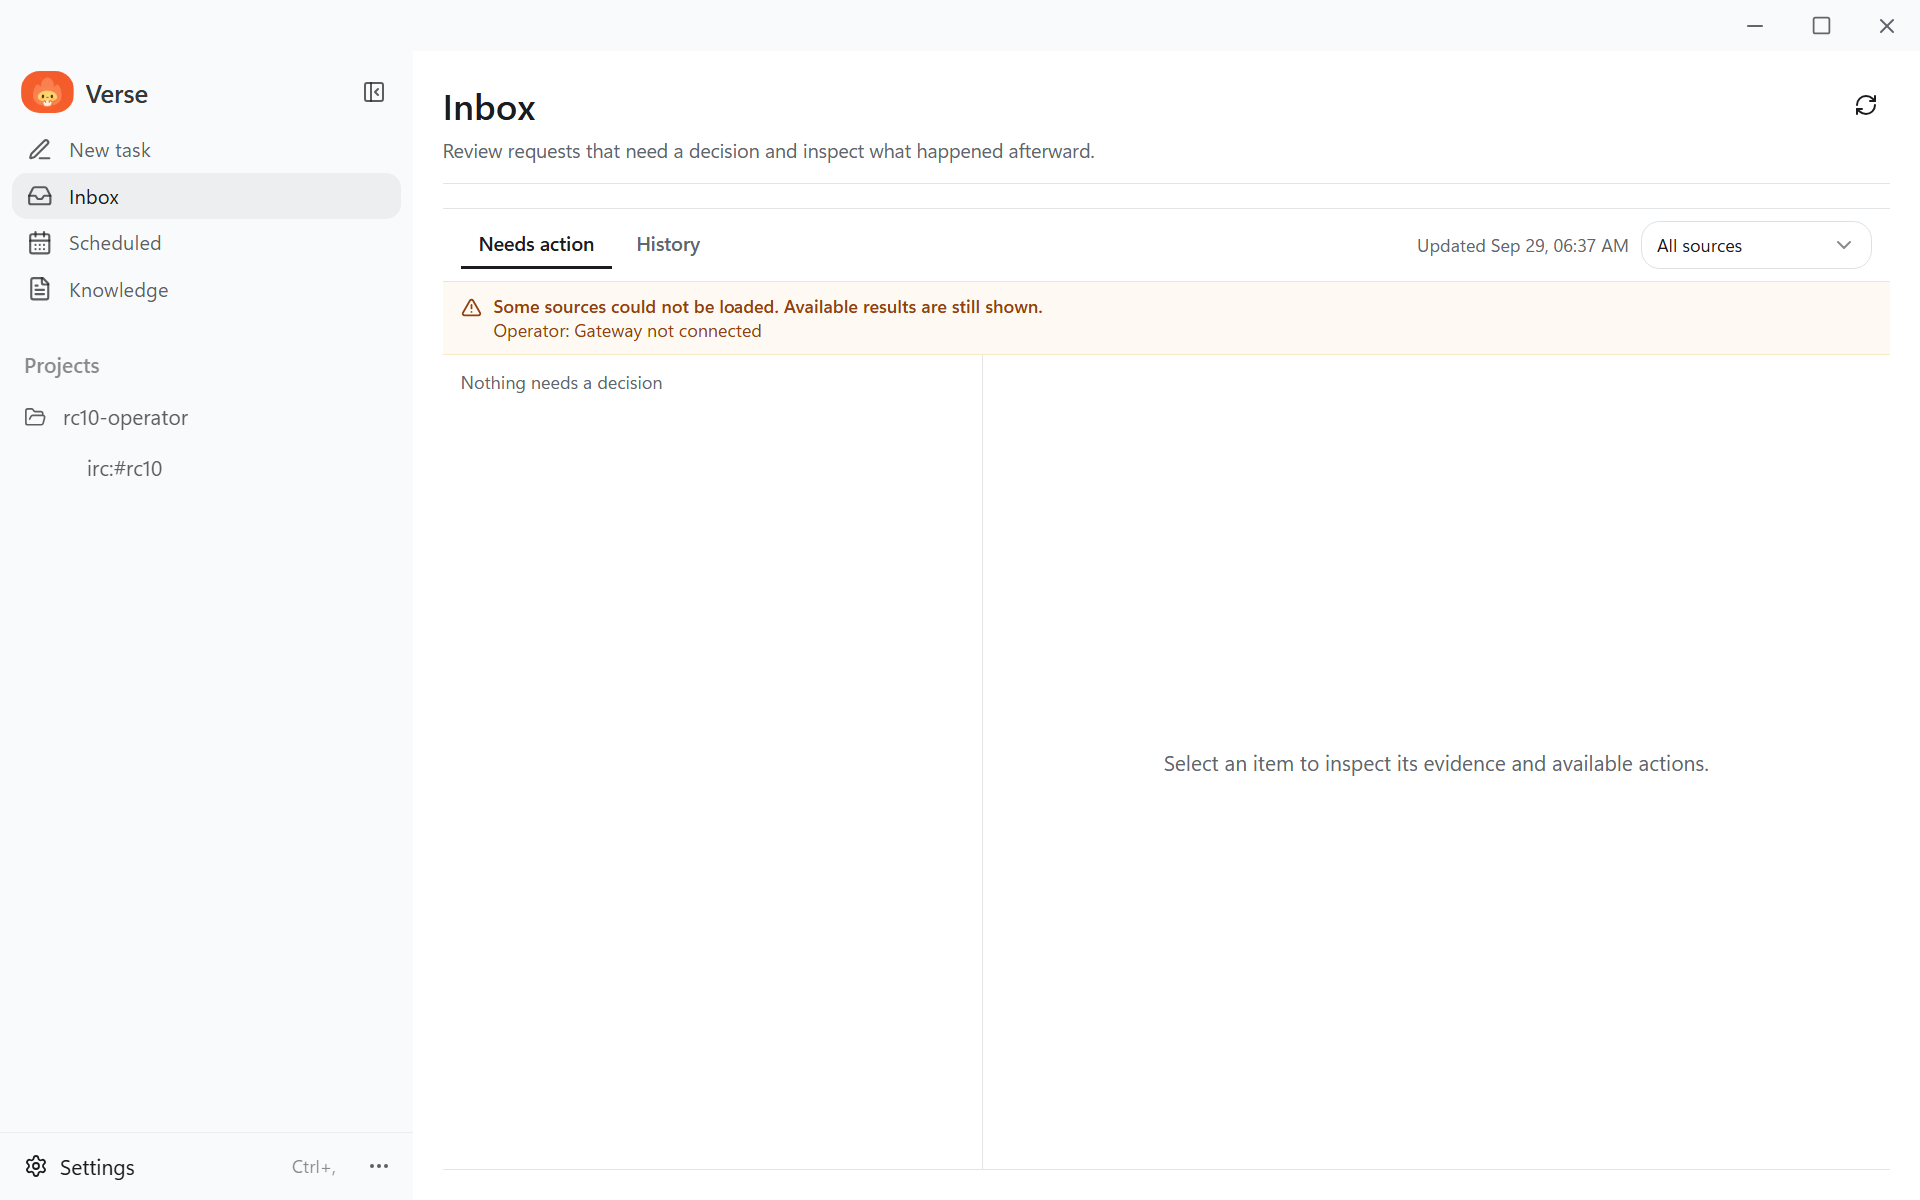 Verse
New task
Inbox
Scheduled
Knowledge
Projects
rc10-operator
irc:#rc10
Settings
Ctrl+,
Inbox
Review requests that need a decision and inspect what happened afterward.
Needs action
History
Updated Sep 29, 06:37 AM
All sources
Some sources could not be loaded. Available results are still shown.
Operator: Gateway not connected
Nothing needs a decision
Select an item to inspect its evidence and available actions.